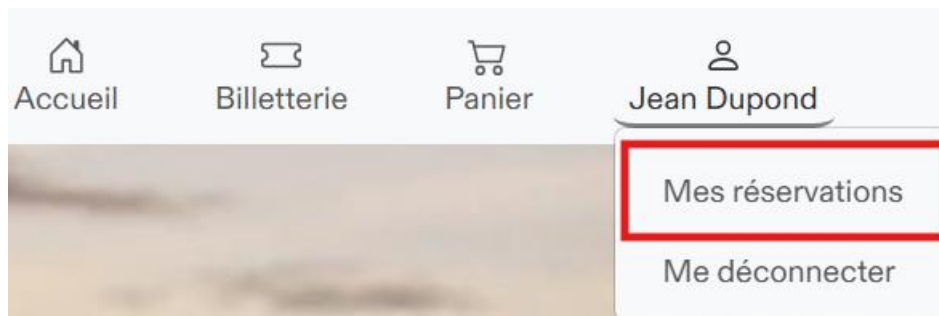 Accueil Billetterie Panier Jean Dupond
Mes réservations
Me déconnecter